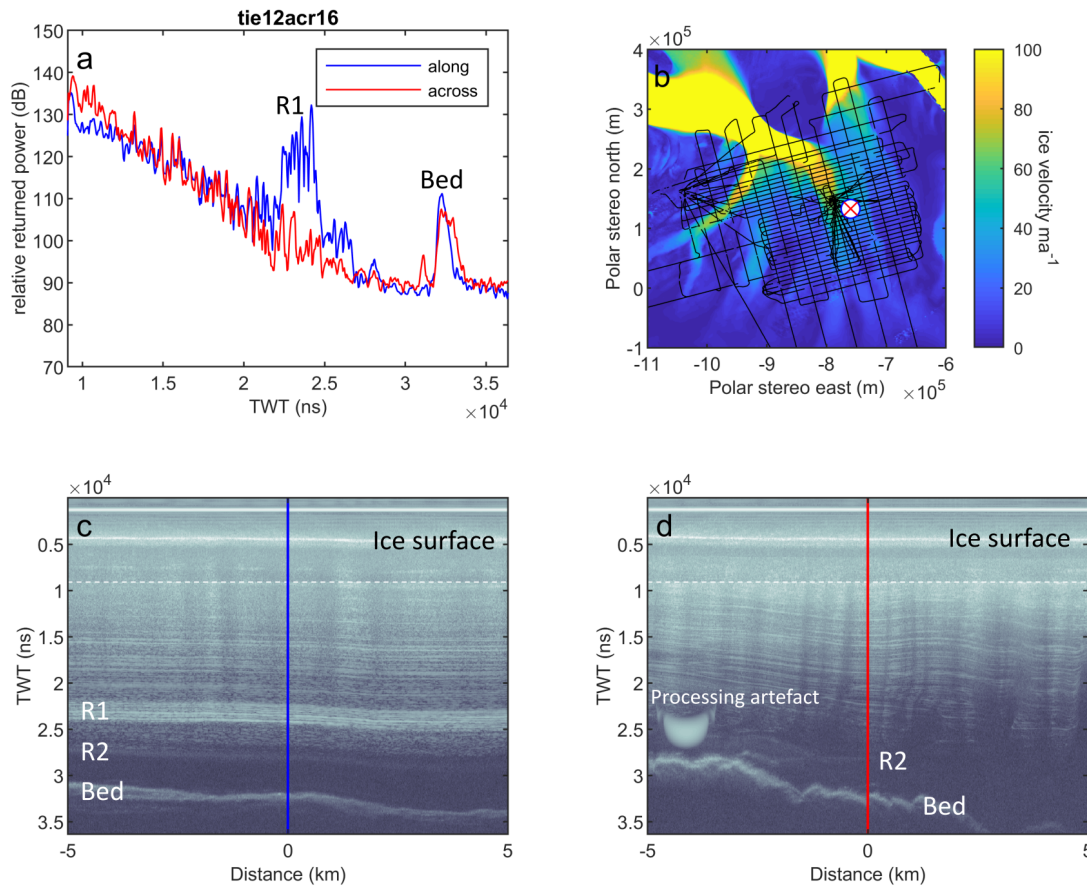 tie12acr16
a
150
140
130
120
110
100
90
80
70
relative returned power (dB)
along
across
R1
Bed
1
1.5
2
2.5
3
3.5
TWT (ns)
×10⁴
×10⁵
b
4
3
2
1
0
-1
Polar stereo north (m)
-11
-10
-9
-8
-7
-6
Polar stereo east (m)
×10⁵
100
80
60
40
20
0
ice velocity ma⁻¹
×10⁴
c
Ice surface
0.5
1
1.5
2
2.5
3
3.5
TWT (ns)
R1
R2
Bed
-5
0
5
Distance (km)
×10⁴
d
Ice surface
0.5
1
1.5
2
2.5
3
3.5
TWT (ns)
Processing artefact
R2
Bed
-5
0
5
Distance (km)